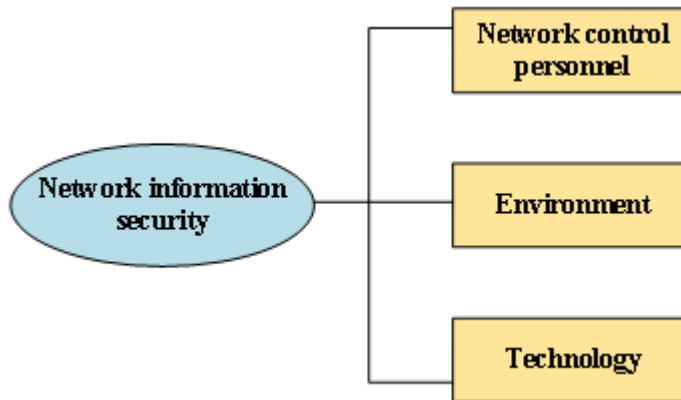 Network control
personnel
Network information
security
Environment
Technology